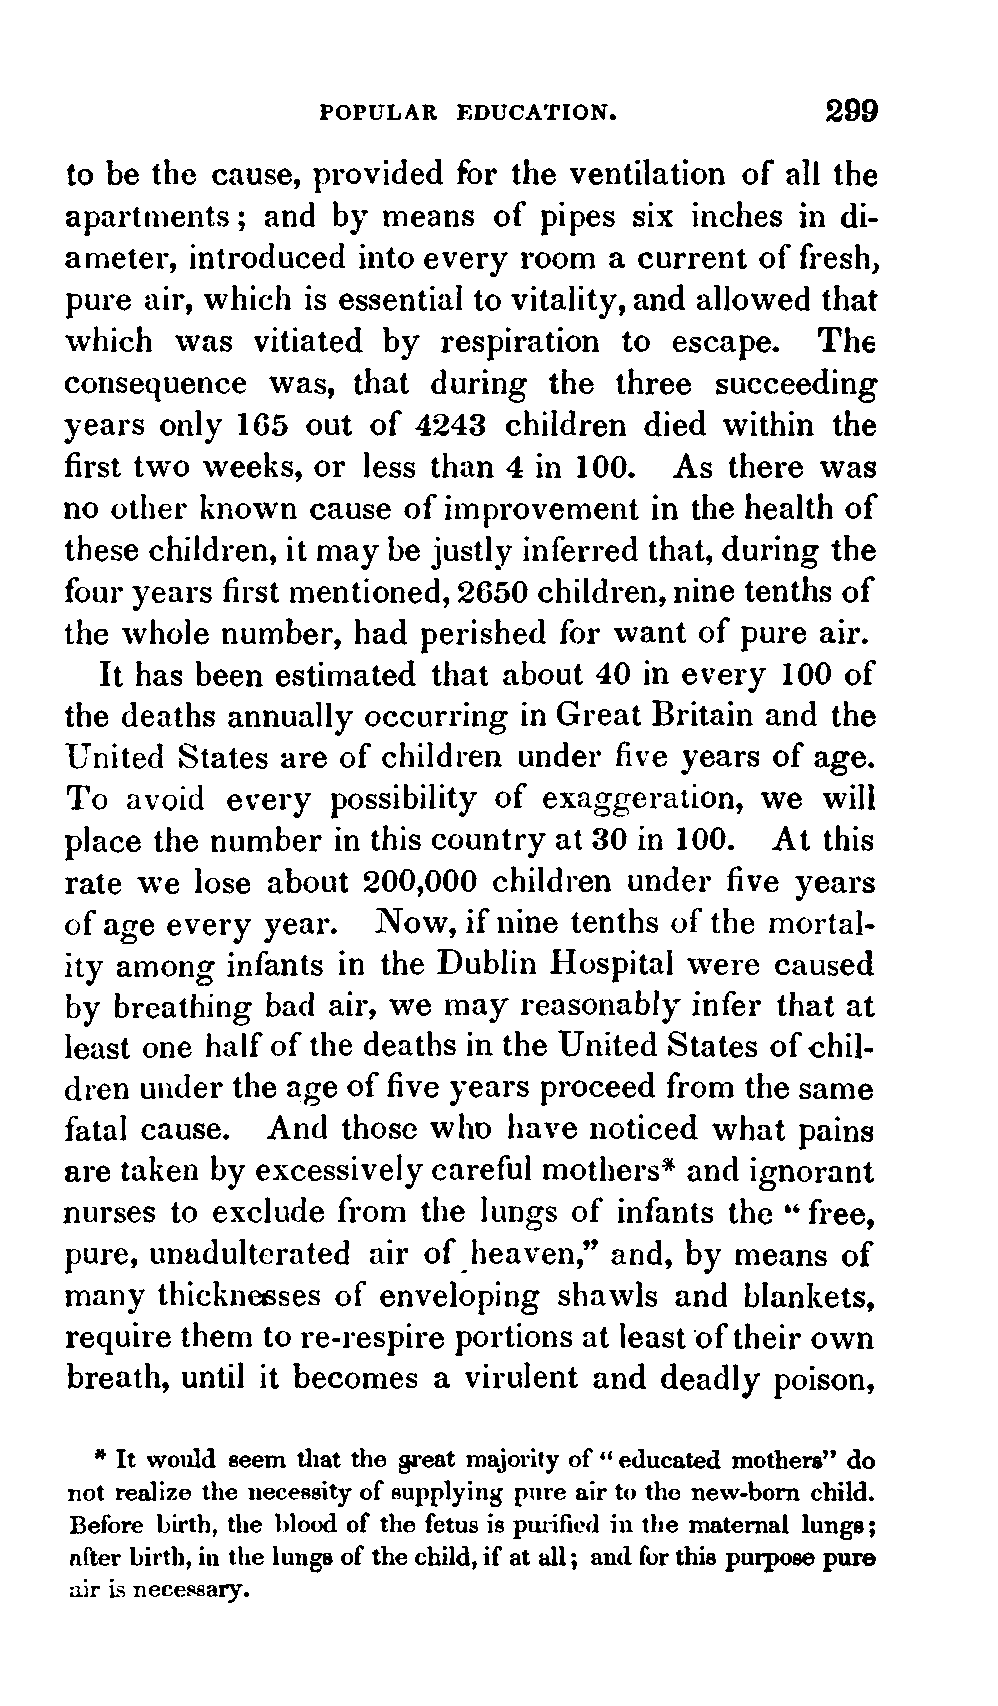 POPULAR EDUCATION. 299
to be the cause, provided for the ventilation of all the
apartments; and by means of pipes six inches in di-
ameter, introduced into every room a current of fresh,
pure air, which is essential to vitality, and allowed that
which was vitiated by respiration to escape. The
consequence was, that during the three succeeding
years only 165 out of 4243 children died within the
first two weeks, or less than 4 in 100. As there was
no other known cause of improvement in the health of
these children, it may be justly inferred that, during the
four years first mentioned, 2650 children, nine tenths of
the whole number, had perished for want of pure air.
It has been estimated that about 40 in every 100 of
the deaths annually occurring in Great Britain and the
United States are of children under five years of age.
To avoid every possibility of exaggeration, we will
place the number in this country at 30 in 100. At this
rate we lose about 200,000 children under five years
of age every year. Now, if nine tenths of the mortal-
ity among infants in the Dublin Hospital were caused
by breathing bad air, we may reasonably infer that at
least one half of the deaths in the United States of chil-
dren under the age of five years proceed from the same
fatal cause. And those who have noticed what pains
are taken by excessively careful mothers* and ignorant
nurses to exclude from the lungs of infants the "free,
pure, unadulterated air of heaven," and, by means of
many thicknesses of enveloping shawls and blankets,
require them to re-respire portions at least of their own
breath, until it becomes a virulent and deadly poison,
* It would seem that the great majority of "educated mothers" do
not realize the necessity of supplying pure air to the new-born child.
Before birth, the blood of the fetus is purified in the maternal lungs;
after birth, in the lungs of the child, if at all; and for this purpose pure
air is necessary.